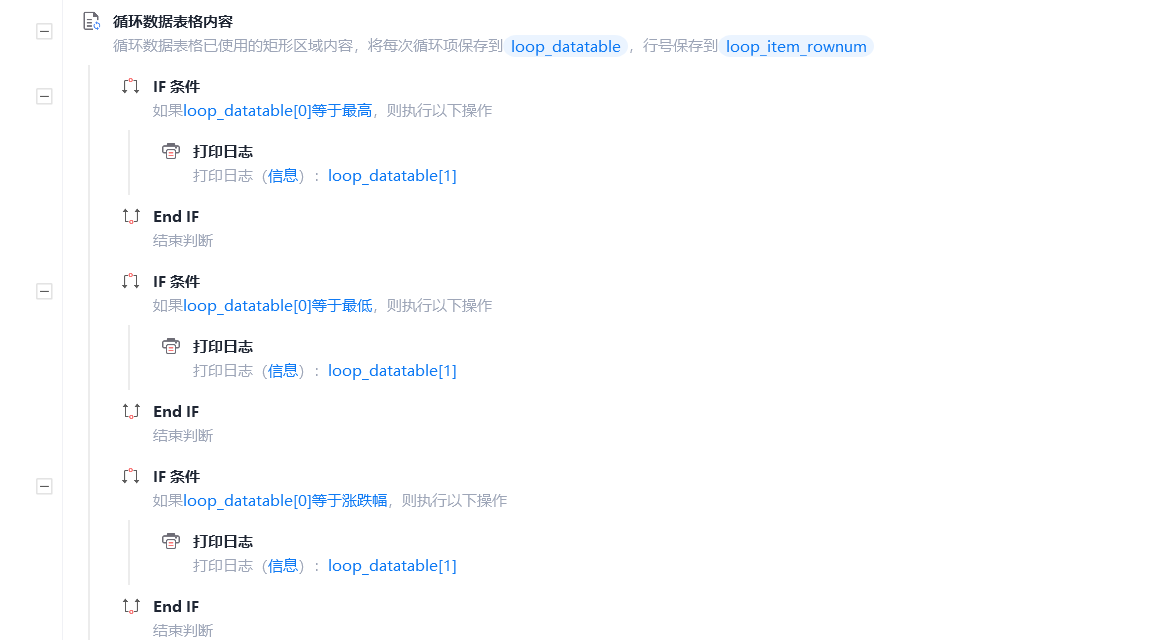 循环数据表格内容
循环数据表格已使用的矩形区域内容，将每次循环项保存到 loop_datatable ，行号保存到 loop_item_rownum
IF 条件
如果loop_datatable[0]等于最高，则执行以下操作
打印日志
打印日志（信息）：loop_datatable[1]
End IF
结束判断
IF 条件
如果loop_datatable[0]等于最低，则执行以下操作
打印日志
打印日志（信息）：loop_datatable[1]
End IF
结束判断
IF 条件
如果loop_datatable[0]等于涨跌幅，则执行以下操作
打印日志
打印日志（信息）：loop_datatable[1]
End IF
结束判断